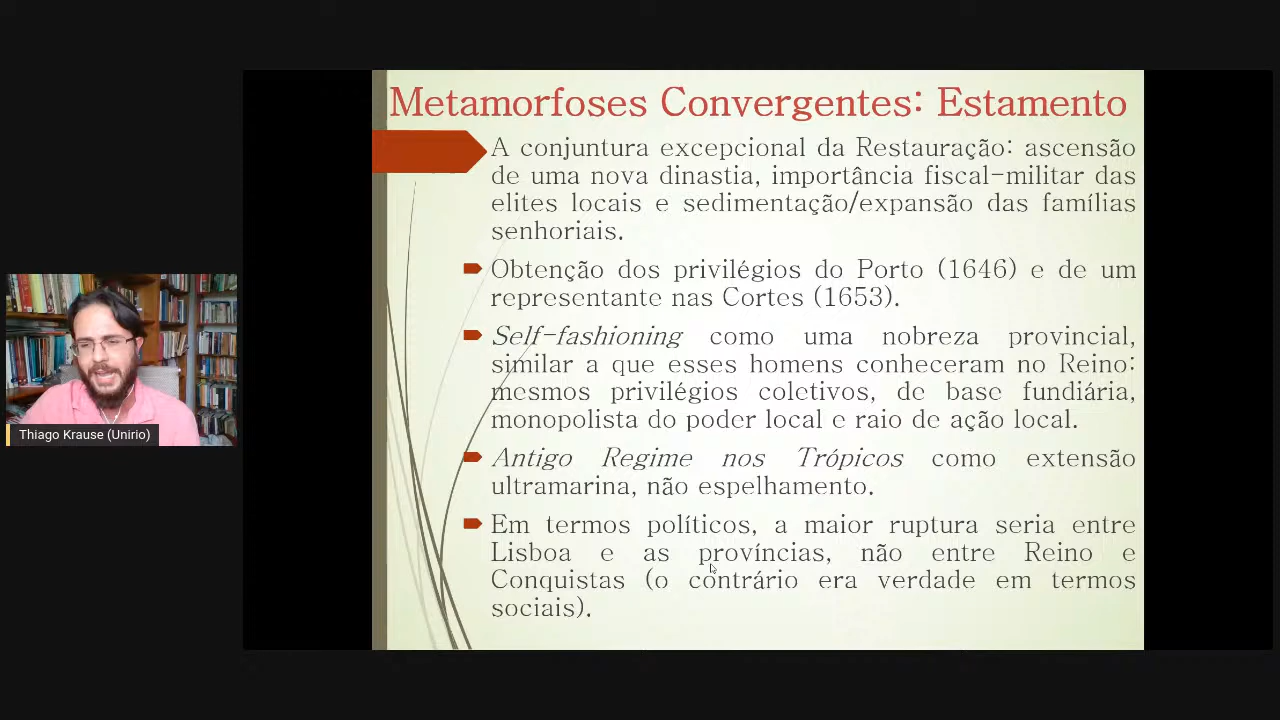 Metamorfoses Convergentes: Estamento
A conjuntura excepcional da Restauração: ascensão
de uma nova dinastia, importância fiscal-militar das
elites locais e sedimentação/expansão das famílias
senhoriais.
Obtenção dos privilégios do Porto (1646) e de um
representante nas Cortes (1653).
Self-fashioning como uma nobreza provincial,
similar a que esses homens conheceram no Reino:
mesmos privilégios coletivos, de base fundiária,
monopolista do poder local e raio de ação local.
Antigo Regime nos Trópicos como extensão
ultramarina, não espelhamento.
Em termos políticos, a maior ruptura seria entre
Lisboa e as províncias, não entre Reino e
Conquistas (o contrário era verdade em termos
sociais).
Thiago Krause (Unirio)